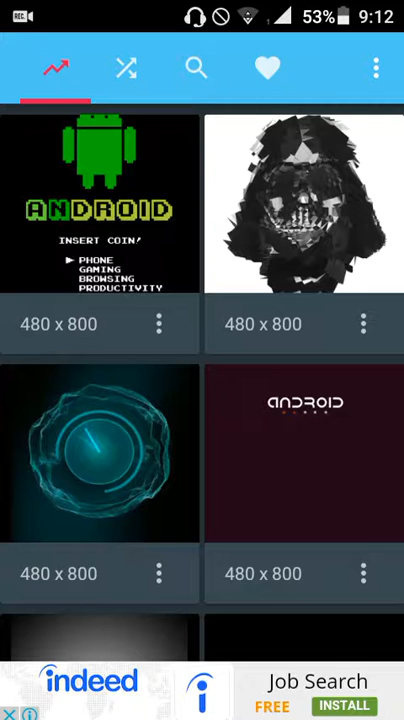 REC
53% 9:12
ANDROID
INSERT COIN!
► PHONE
GAMING
BROWSING
PRODUCTIVITY
480 x 800
480 x 800
ANDROID
480 x 800
480 x 800
indeed
Job Search
FREE INSTALL